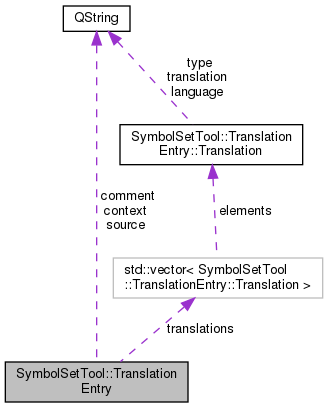 QString
type
translation
language
SymbolSetTool::Translation
Entry::Translation
comment
context
source
elements
std::vector< SymbolSetTool
::TranslationEntry::Translation >
translations
SymbolSetTool::Translation
Entry